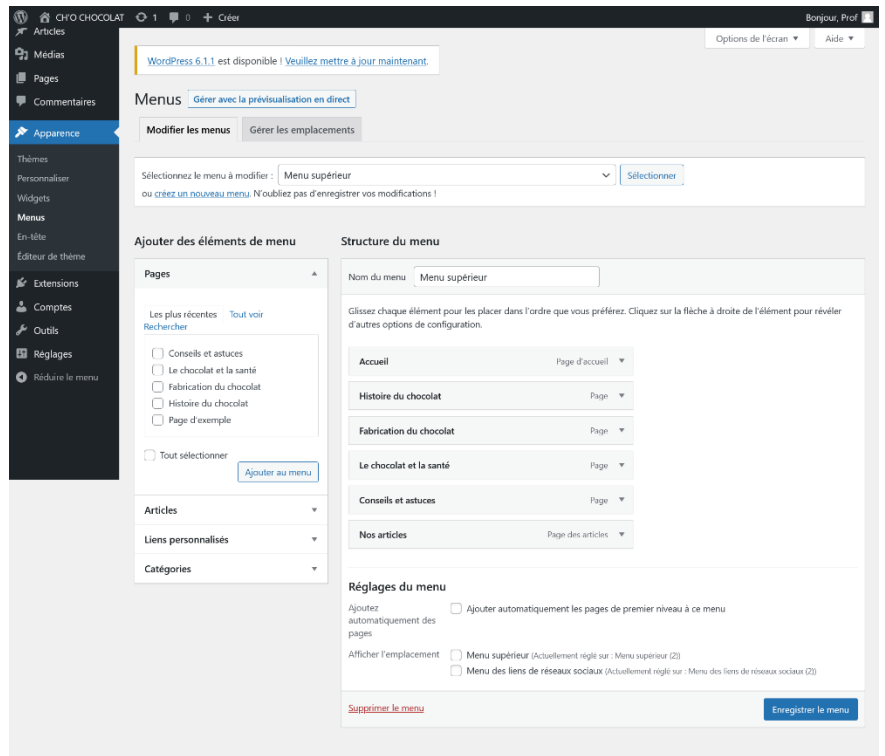 CH'O CHOCOLAT 1 0 + Créer Bonjour, Prof
Options de l'écran ▼ Aide ▼
Articles
Médias
Pages
Commentaires
Apparence
Thèmes
Personnaliser
Widgets
Menus
En-tête
Éditeur de thème
Extensions
Comptes
Outils
Réglages
Réduire le menu
WordPress 6.1.1 est disponible ! Veuillez mettre à jour maintenant.
Menus Gérer avec la prévisualisation en direct
Modifier les menus Gérer les emplacements
Sélectionnez le menu à modifier : Menu supérieur Sélectionner
ou créez un nouveau menu. N'oubliez pas d'enregistrer vos modifications !
Ajouter des éléments de menu
Pages
Les plus récentes Tout voir
Rechercher
Conseils et astuces
Le chocolat et la santé
Fabrication du chocolat
Histoire du chocolat
Page d'exemple
Tout sélectionner
Ajouter au menu
Articles
Liens personnalisés
Catégories
Structure du menu
Nom du menu Menu supérieur
Glissez chaque élément pour les placer dans l'ordre que vous préférez. Cliquez sur la flèche à droite de l'élément pour révéler
d'autres options de configuration.
Accueil Page d'accueil
Histoire du chocolat Page
Fabrication du chocolat Page
Le chocolat et la santé Page
Conseils et astuces Page
Nos articles Page des articles
Réglages du menu
Ajoutez
automatiquement des
pages
Ajouter automatiquement les pages de premier niveau à ce menu
Afficher l'emplacement
Menu supérieur (Actuellement réglé sur : Menu supérieur (2))
Menu des liens de réseaux sociaux (Actuellement réglé sur : Menu des liens de réseaux sociaux (2))
Supprimer le menu Enregistrer le menu